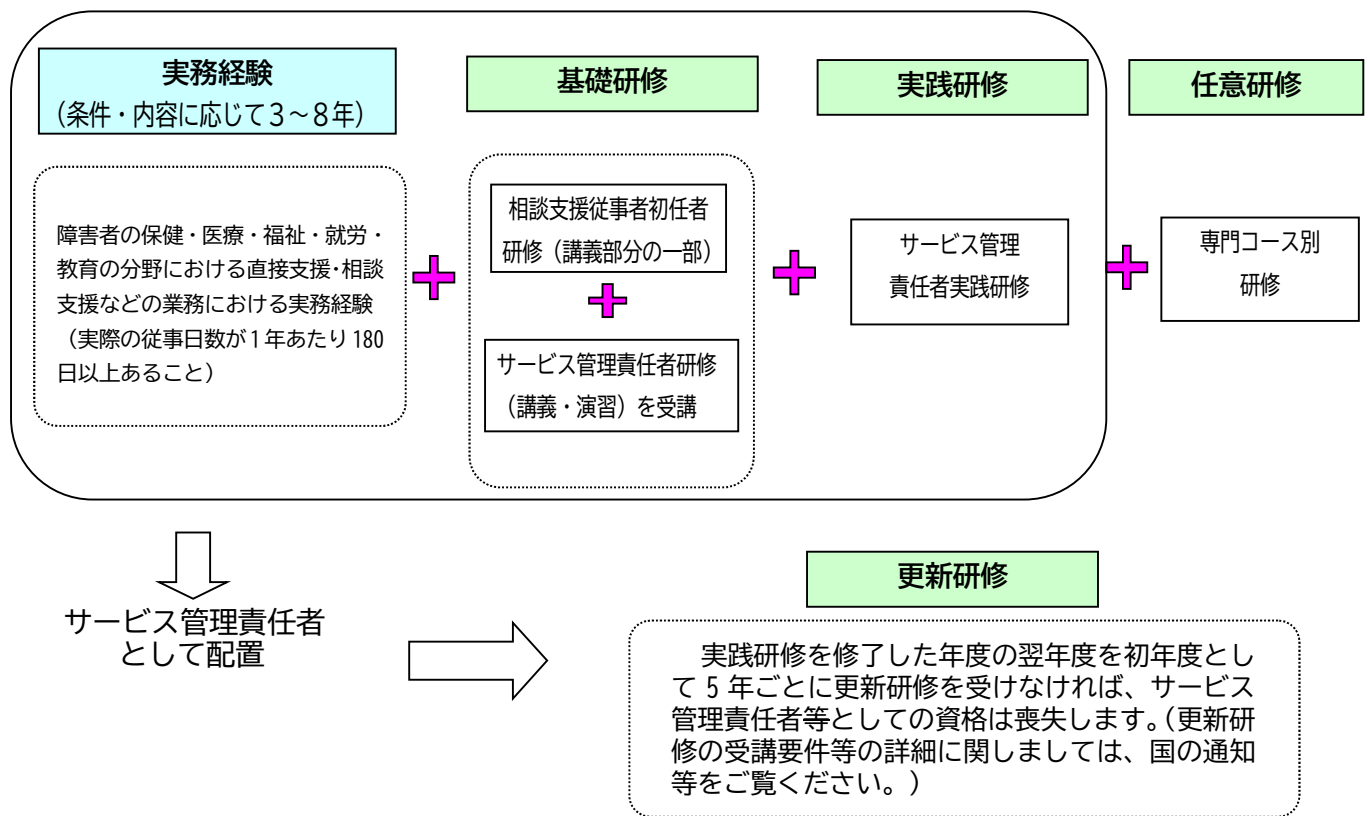 実務経験
（条件・内容に応じて３～８年）
障害者の保健・医療・福祉・就労・
教育の分野における直接支援・相談
支援などの業務における実務経験
（実際の従事日数が１年あたり 180
日以上あること）
基礎研修
相談支援従事者初任者
研修（講義部分の一部）
サービス管理責任者研修
（講義・演習）を受講
実践研修
サービス管理
責任者実践研修
任意研修
専門コース別
研修
サービス管理責任者
として配置
更新研修
実践研修を修了した年度の翌年度を初年度とし
て 5 年ごとに更新研修を受けなければ、サービス
管理責任者等としての資格は喪失します。（更新研
修の受講要件等の詳細に関しましては、国の通知
等をご覧ください。）